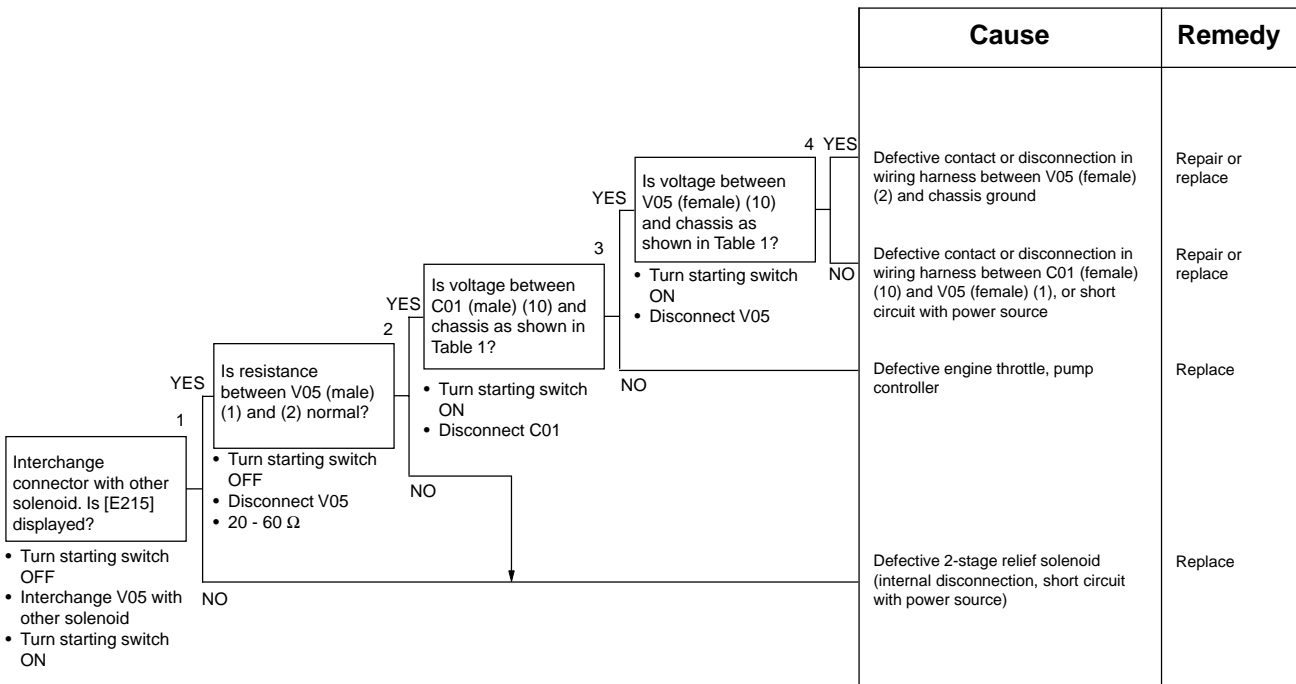 Cause
Remedy
4 YES
Is voltage between
V05 (female) (10)
and chassis as
shown in Table 1?
YES
• Turn starting switch
ON
• Disconnect V05
NO
Defective contact or disconnection in
wiring harness between V05 (female)
(2) and chassis ground
Repair or
replace
Defective contact or disconnection in
wiring harness between C01 (female)
(10) and V05 (female) (1), or short
circuit with power source
Repair or
replace
3
Is voltage between
C01 (male) (10) and
chassis as shown in
Table 1?
YES
• Turn starting switch
ON
• Disconnect C01
NO
Defective engine throttle, pump
controller
Replace
2
Is resistance
between V05 (male)
(1) and (2) normal?
YES
• Turn starting switch
OFF
• Disconnect V05
• 20 - 60 Ω
NO
1
Interchange
connector with other
solenoid. Is [E215]
displayed?
• Turn starting switch
OFF
• Interchange V05 with
other solenoid
• Turn starting switch
ON
NO
Defective 2-stage relief solenoid
(internal disconnection, short circuit
with power source)
Replace